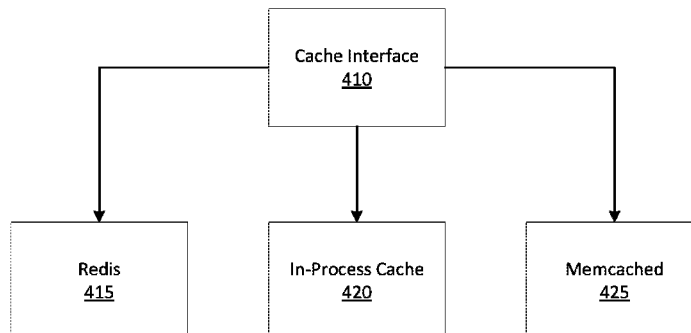 Cache Interface
410
Redis
415
In-Process Cache
420
Memcached
425